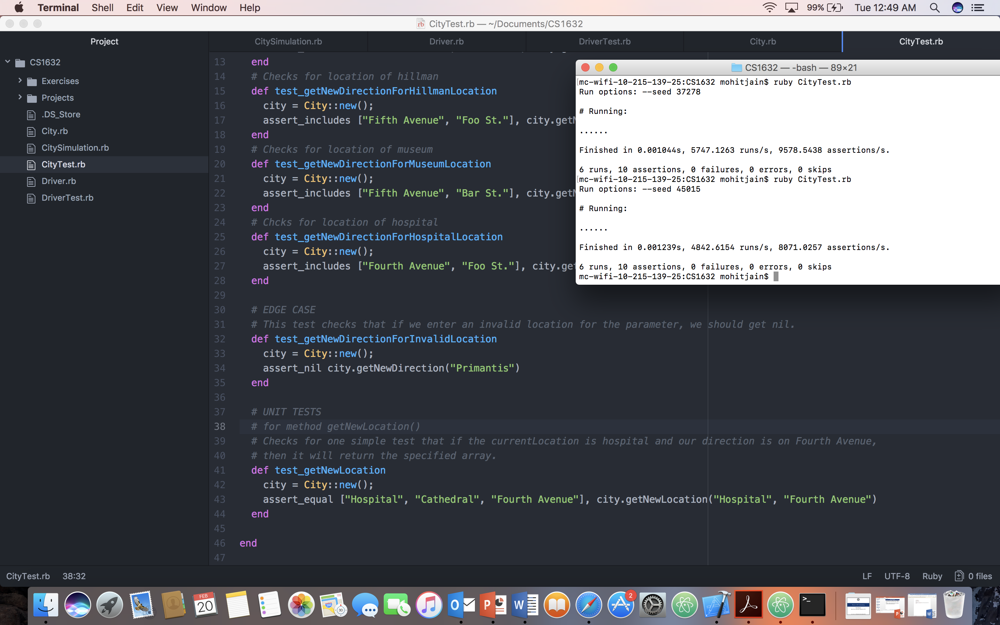 Terminal Shell Edit View Window Help 99% Tue 12:49 AM
CityTest.rb — ~/Documents/CS1632
Project
CitySimulation.rb Driver.rb DriverTest.rb City.rb CityTest.rb
CS1632
Exercises
Projects
.DS_Store
City.rb
CitySimulation.rb
CityTest.rb
Driver.rb
DriverTest.rb
13 end
14 # Checks for location of hillman
15 def test_getNewDirectionForHillmanLocation
16 city = City::new();
17 assert_includes ["Fifth Avenue", "Foo St."], city.getN
18 end
19 # Checks for location of museum
20 def test_getNewDirectionForMuseumLocation
21 city = City::new();
22 assert_includes ["Fifth Avenue", "Bar St."], city.getN
23 end
24 # Chcks for location of hospital
25 def test_getNewDirectionForHospitalLocation
26 city = City::new();
27 assert_includes ["Fourth Avenue", "Foo St."], city.get
28 end
29
30 # EDGE CASE
31 # This test checks that if we enter an invalid location for the parameter, we should get nil.
32 def test_getNewDirectionForInvalidLocation
33 city = City::new();
34 assert_nil city.getNewDirection("Primantis")
35 end
36
37 # UNIT TESTS
38 # for method getNewLocation()
39 # Checks for one simple test that if the currentLocation is hospital and our direction is on Fourth Avenue,
40 # then it will return the specified array.
41 def test_getNewLocation
42 city = City::new();
43 assert_equal ["Hospital", "Cathedral", "Fourth Avenue"], city.getNewLocation("Hospital", "Fourth Avenue")
44 end
45
46 end
47
CS1632 — -bash — 89×21
[mc-wifi-10-215-139-25:CS1632 mohitjain$ ruby CityTest.rb
Run options: --seed 37278
# Running:
......
Finished in 0.001044s, 5747.1263 runs/s, 9578.5438 assertions/s.
6 runs, 10 assertions, 0 failures, 0 errors, 0 skips
[mc-wifi-10-215-139-25:CS1632 mohitjain$ ruby CityTest.rb
Run options: --seed 45015
# Running:
......
Finished in 0.001239s, 4842.6154 runs/s, 8071.0257 assertions/s.
6 runs, 10 assertions, 0 failures, 0 errors, 0 skips
mc-wifi-10-215-139-25:CS1632 mohitjain$
CityTest.rb 38:32 LF UTF-8 Ruby 0 files
FEB
20
280
3D
O
P
W
2
>_
P
W